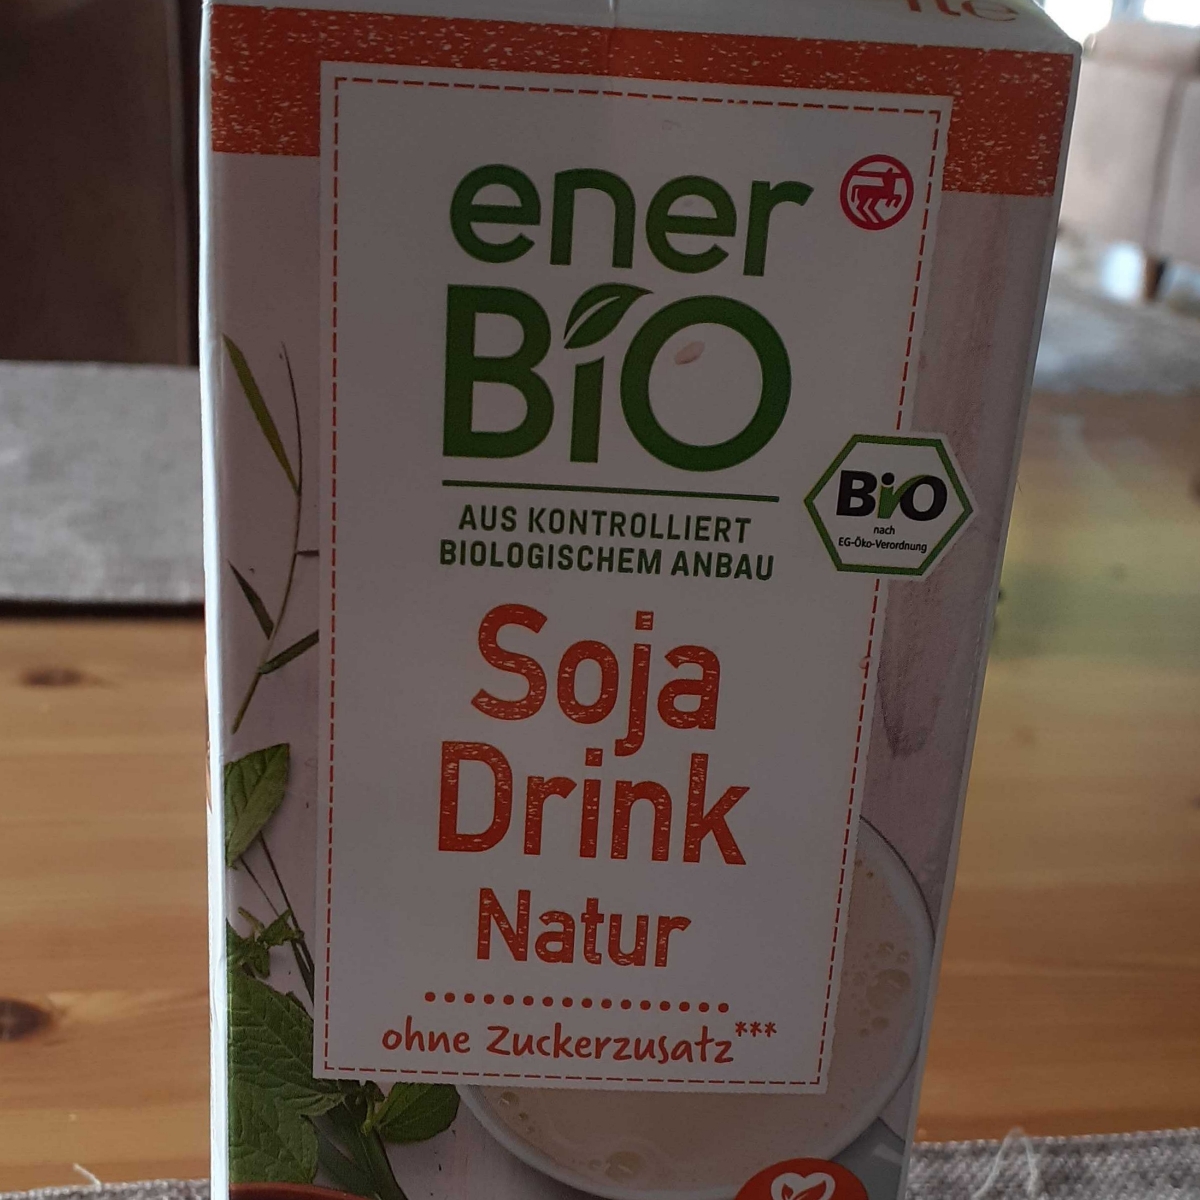 ener
BiO
AUS KONTROLLIERT
BIOLOGISCHEM ANBAU
BiO
nach
EG-Öko-Verordnung
Soja
Drink
Natur
ohne Zuckerzusatz***